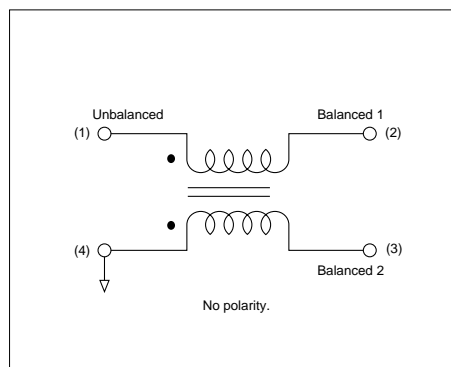 Unbalanced Balanced 1
(1) (2)
(4) (3)
Balanced 2
No polarity.